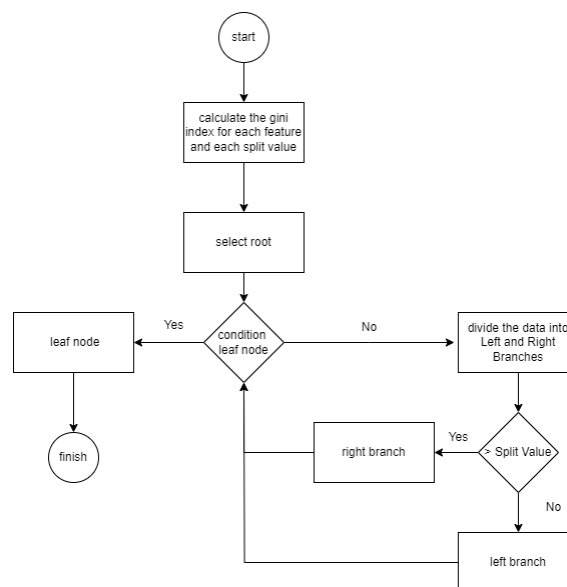 start
calculate the gini
index for each feature
and each split value
select root
condition
leaf node
Yes
No
leaf node
divide the data into
Left and Right
Branches
finish
right branch
Yes
> Split Value
No
left branch